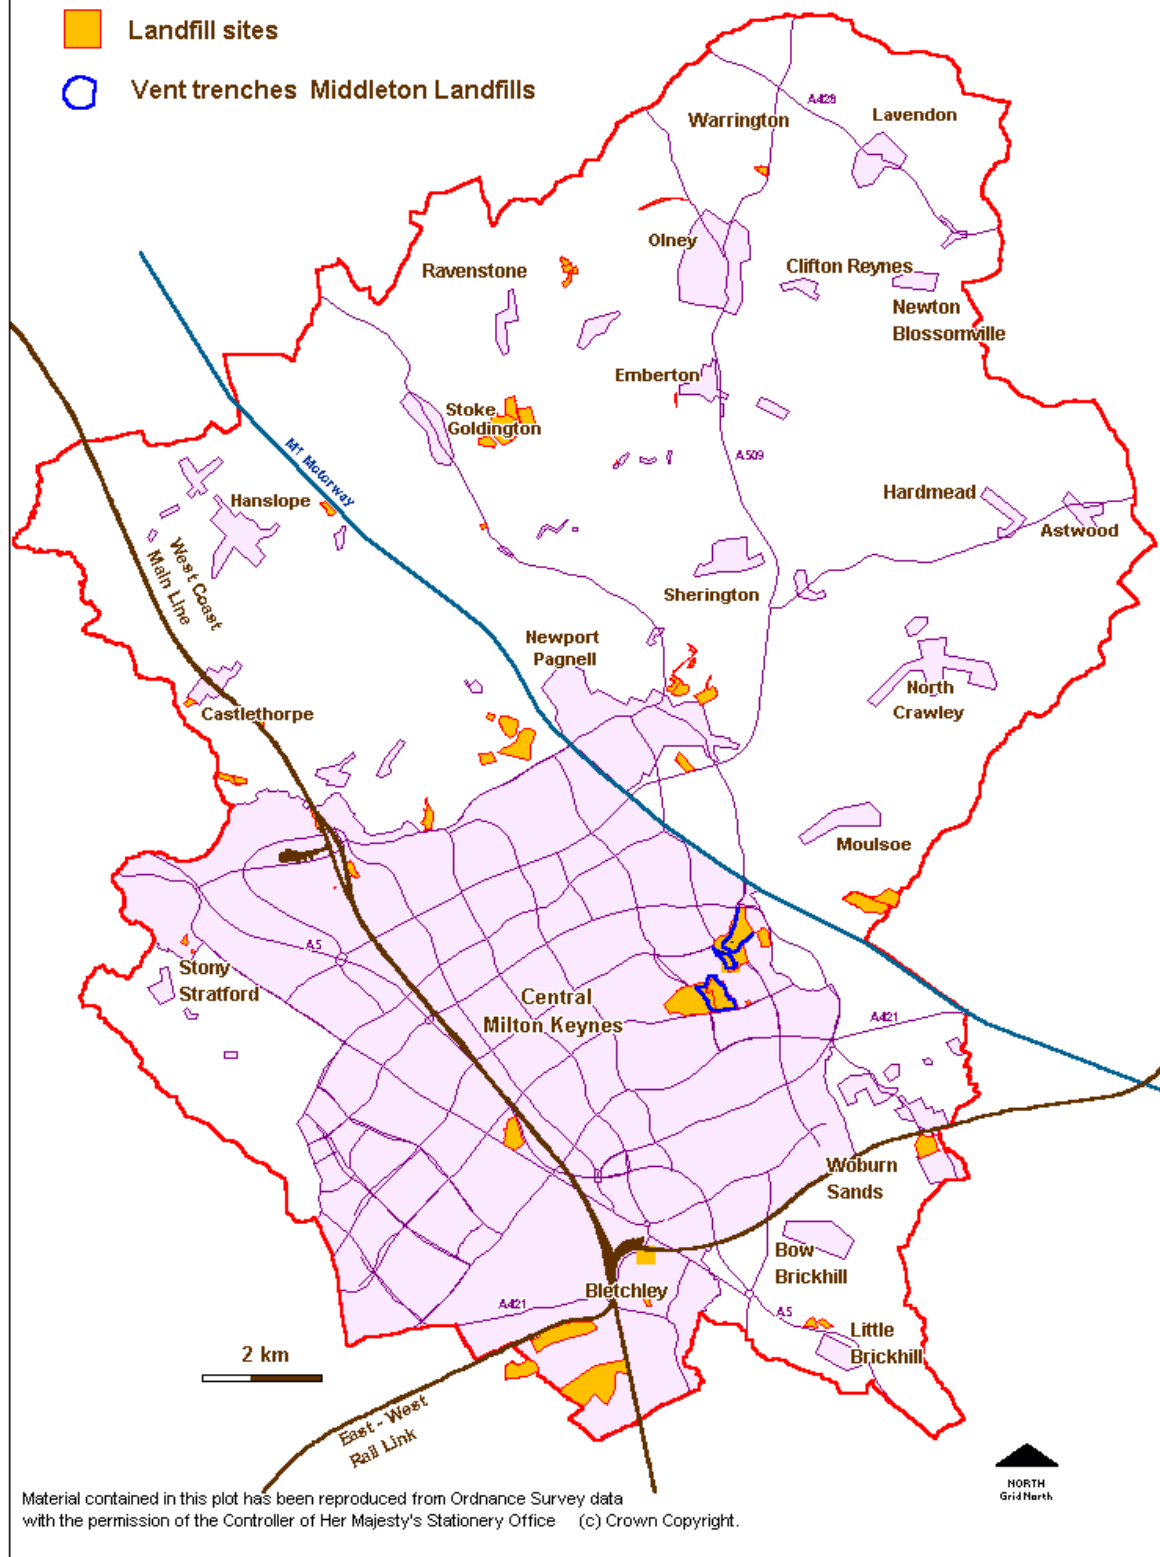 Landfill sites
Vent trenches Middleton Landfills
A428
Warrington
Lavendon
Olney
Ravenstone
Clifton Reynes
Newton
Blossomville
Emberton
Stoke
Goldington
M1 Motorway
A509
Hanslope
Hardmead
Astwood
West Coast
Main Line
Sherington
Newport
Pagnell
North
Crawley
Castlethorpe
Moulsoe
A5
Stony
Stratford
Central
Milton Keynes
A421
Woburn
Sands
Bow
Brickhill
Bletchley
A421
A5
Little
Brickhill
2 km
East - West
Rail Link
NORTH
Grid North
Material contained in this plot has been reproduced from Ordnance Survey data
with the permission of the Controller of Her Majesty's Stationery Office (c) Crown Copyright.